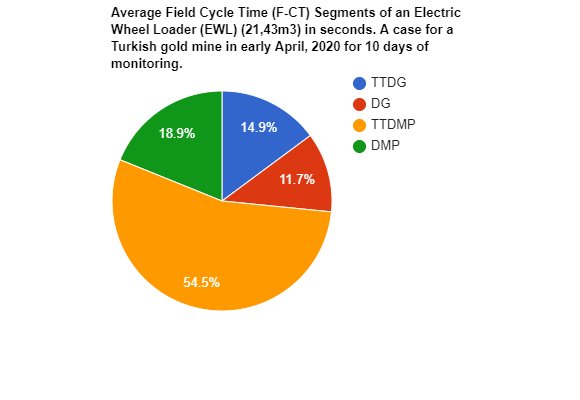 Average Field Cycle Time (F-CT) Segments of an Electric
Wheel Loader (EWL) (21,43m3) in seconds. A case for a
Turkish gold mine in early April, 2020 for 10 days of
monitoring.
TTDG
DG
TTDMP
DMP
14.9%
18.9%
11.7%
54.5%